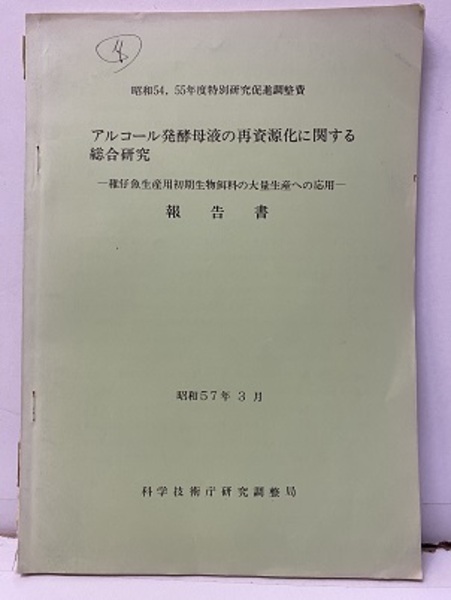 昭和54,55年度特別研究促進調整費
アルコール発酵母液の再資源化に関する
総合研究
―稚仔魚生産用初期生物餌料の大量生産への応用―
報告書
昭和57年3月
科学技術庁研究調整局